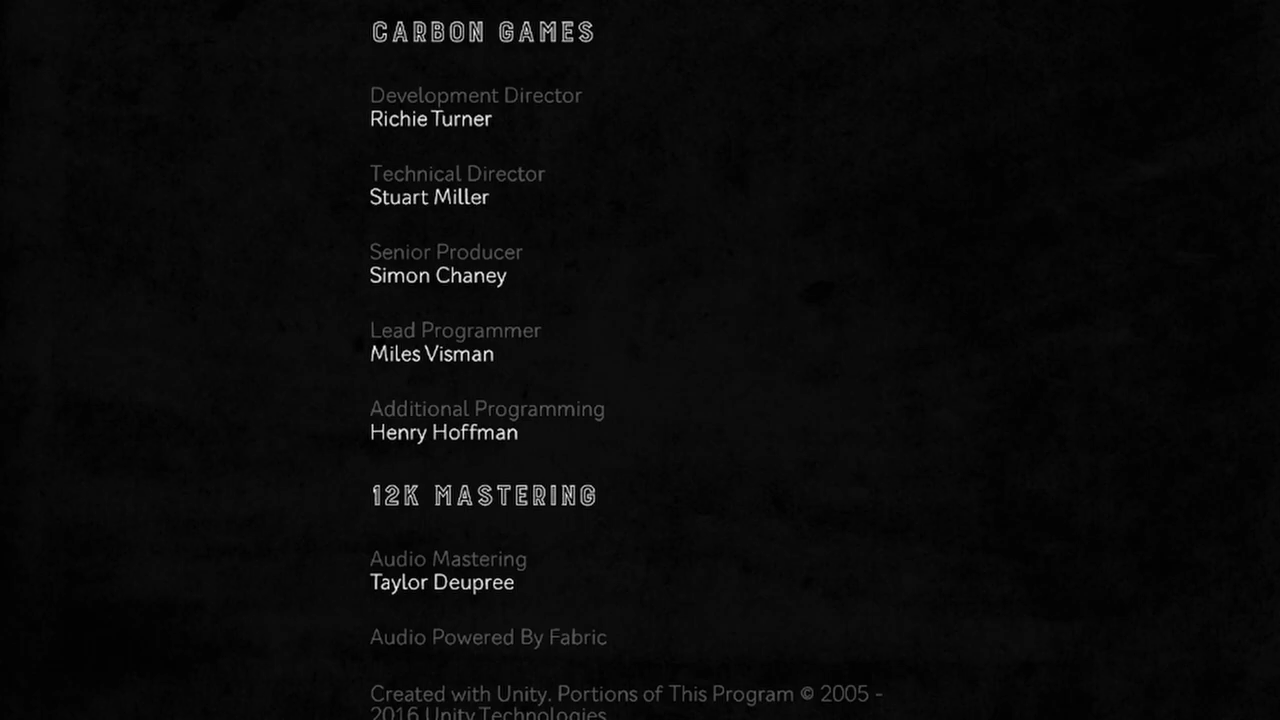 CARBON GAMES
Development Director
Richie Turner
Technical Director
Stuart Miller
Senior Producer
Simon Chaney
Lead Programmer
Miles Visman
Additional Programming
Henry Hoffman
12K MASTERING
Audio Mastering
Taylor Deupree
Audio Powered By Fabric
Created with Unity. Portions of This Program © 2005 -
2016 Unity Technologies